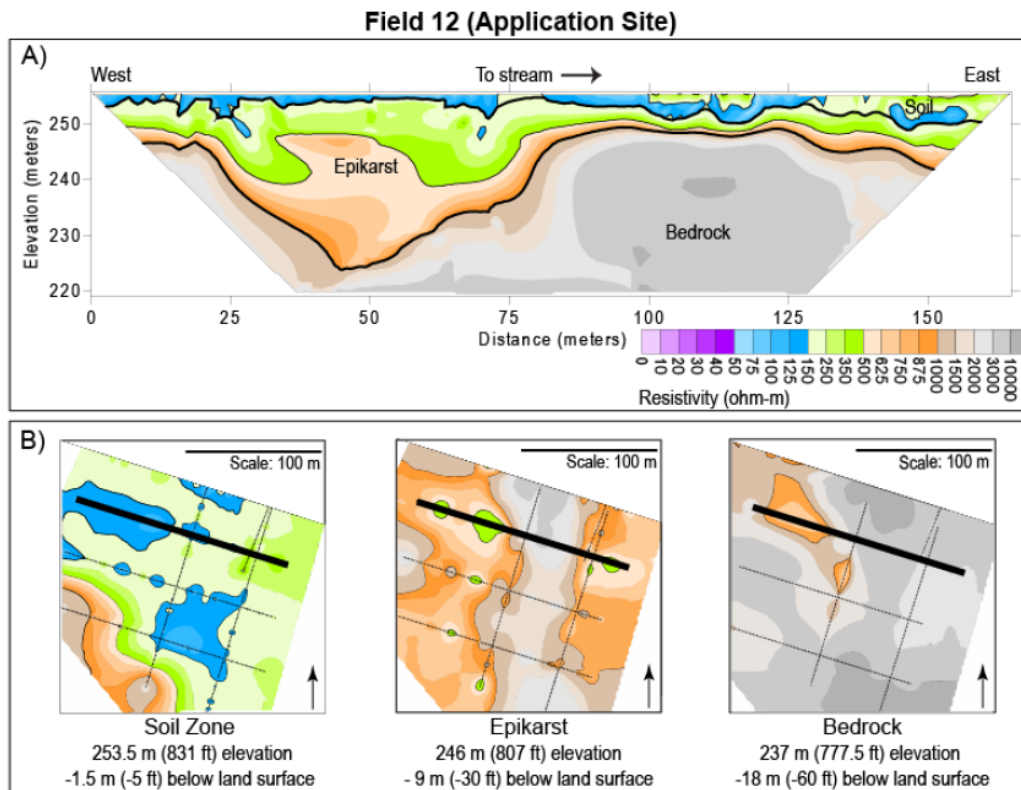 Field 12 (Application Site)
A)
West
To stream
East
Soil
Epikarst
Bedrock
Elevation (meters)
250
240
230
220
0
25
50
75
100
125
150
Distance (meters)
0
10
20
30
40
50
75
100
125
150
250
350
500
625
750
875
1000
1500
2000
3000
10000
Resistivity (ohm-m)
B)
Scale: 100 m
Scale: 100 m
Scale: 100 m
Soil Zone
253.5 m (831 ft) elevation
-1.5 m (-5 ft) below land surface
Epikarst
246 m (807 ft) elevation
- 9 m (-30 ft) below land surface
Bedrock
237 m (777.5 ft) elevation
-18 m (-60 ft) below land surface